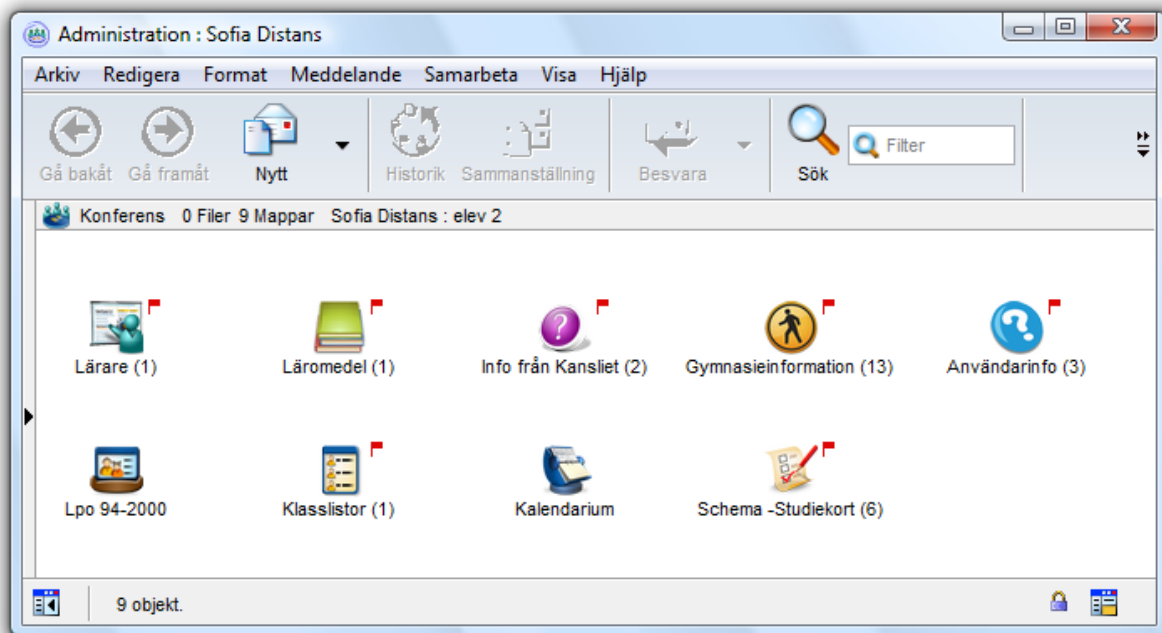 Administration : Sofia Distans
Arkiv Redigera Format Meddelande Samarbeta Visa Hjälp
Gå bakåt Gå framåt Nytt Historik Sammanställning Besvara Sök Filter
Konferens 0 Filer 9 Mappar Sofia Distans : elev 2
Lärare (1) Läromedel (1) Info från Kansliet (2) Gymnasieinformation (13) Användarinfo (3)
Lpo 94-2000 Klasslistor (1) Kalendarium Schema -Studiekort (6)
9 objekt.